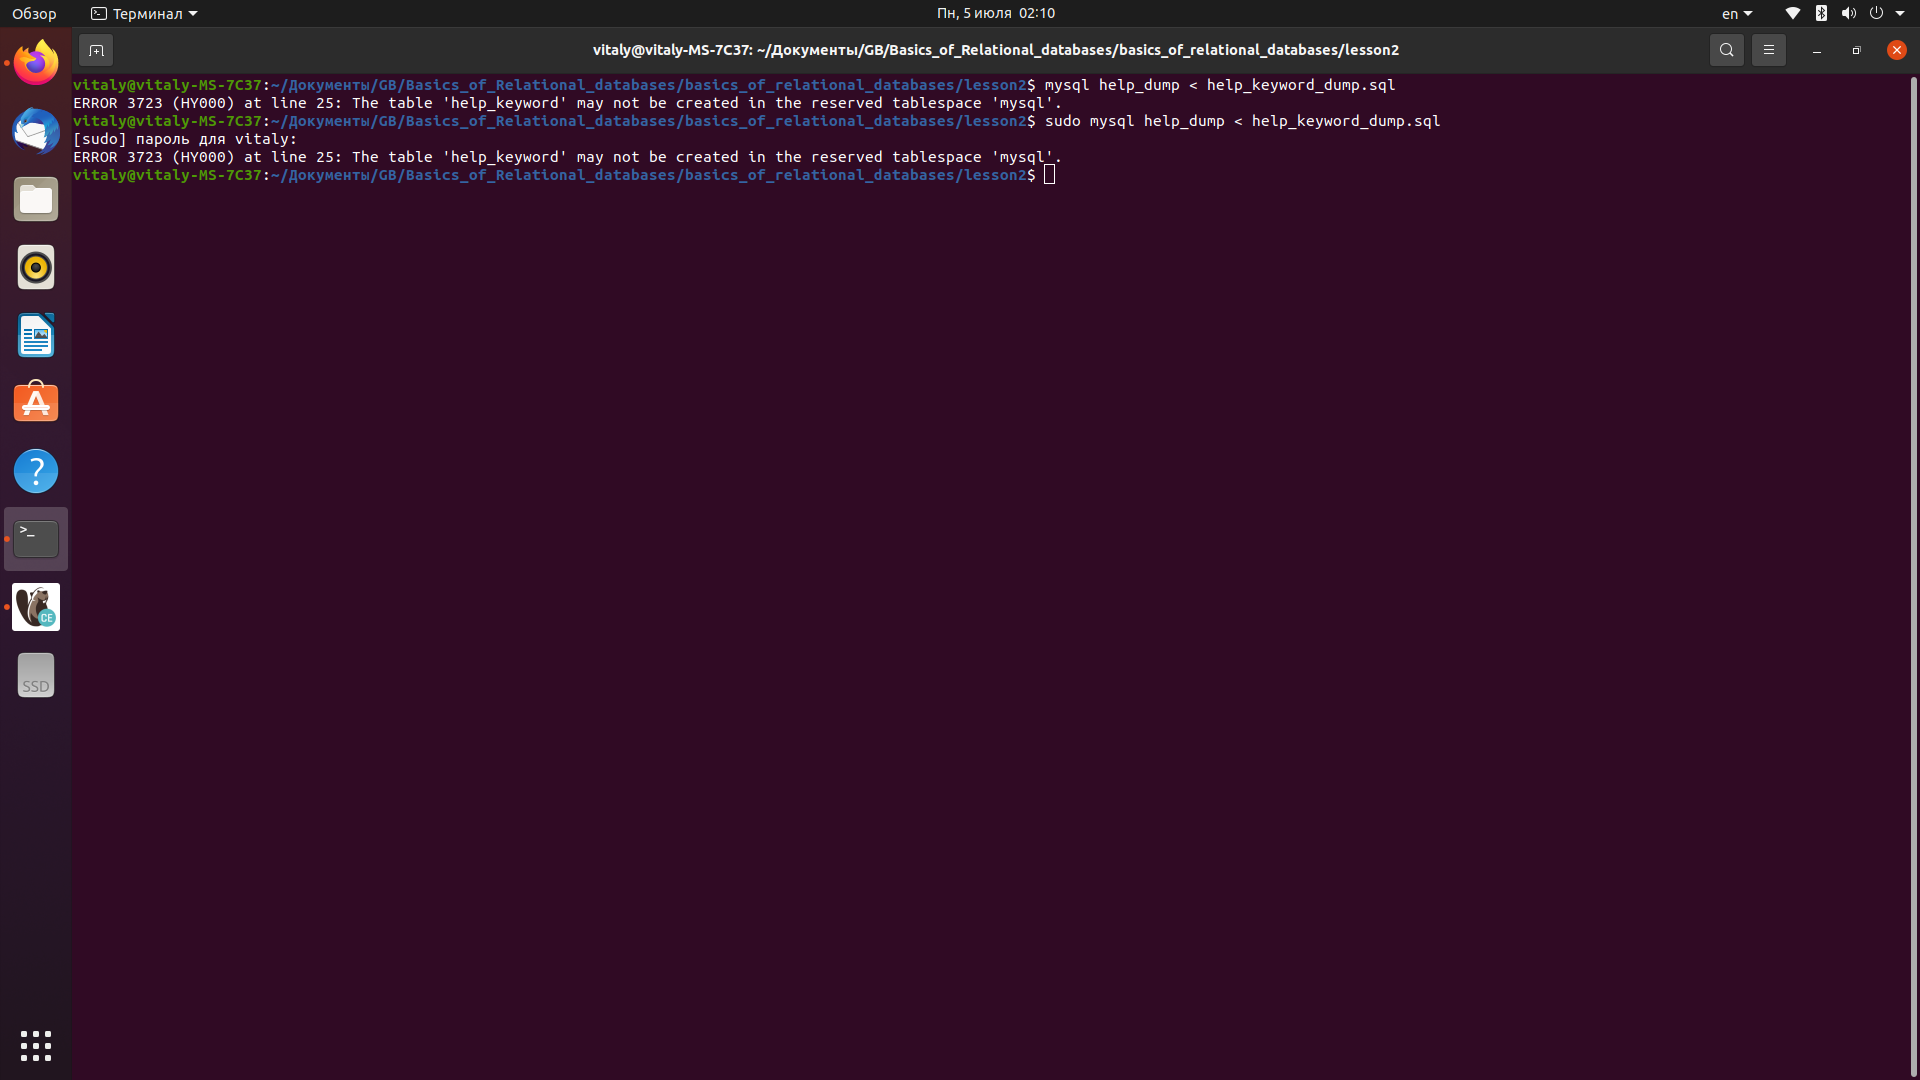 Обзор
Терминал
Пн, 5 июля 02:10
en
vitaly@vitaly-MS-7C37: ~/Документы/GB/Basics_of_Relational_databases/basics_of_relational_databases/lesson2
vitaly@vitaly-MS-7C37:~/Документы/GB/Basics_of_Relational_databases/basics_of_relational_databases/lesson2$ mysql help_dump < help_keyword_dump.sql
ERROR 3723 (HY000) at line 25: The table 'help_keyword' may not be created in the reserved tablespace 'mysql'.
vitaly@vitaly-MS-7C37:~/Документы/GB/Basics_of_Relational_databases/basics_of_relational_databases/lesson2$ sudo mysql help_dump < help_keyword_dump.sql
[sudo] пароль для vitaly:
ERROR 3723 (HY000) at line 25: The table 'help_keyword' may not be created in the reserved tablespace 'mysql'.
vitaly@vitaly-MS-7C37:~/Документы/GB/Basics_of_Relational_databases/basics_of_relational_databases/lesson2$
?
>_
CE
SSD